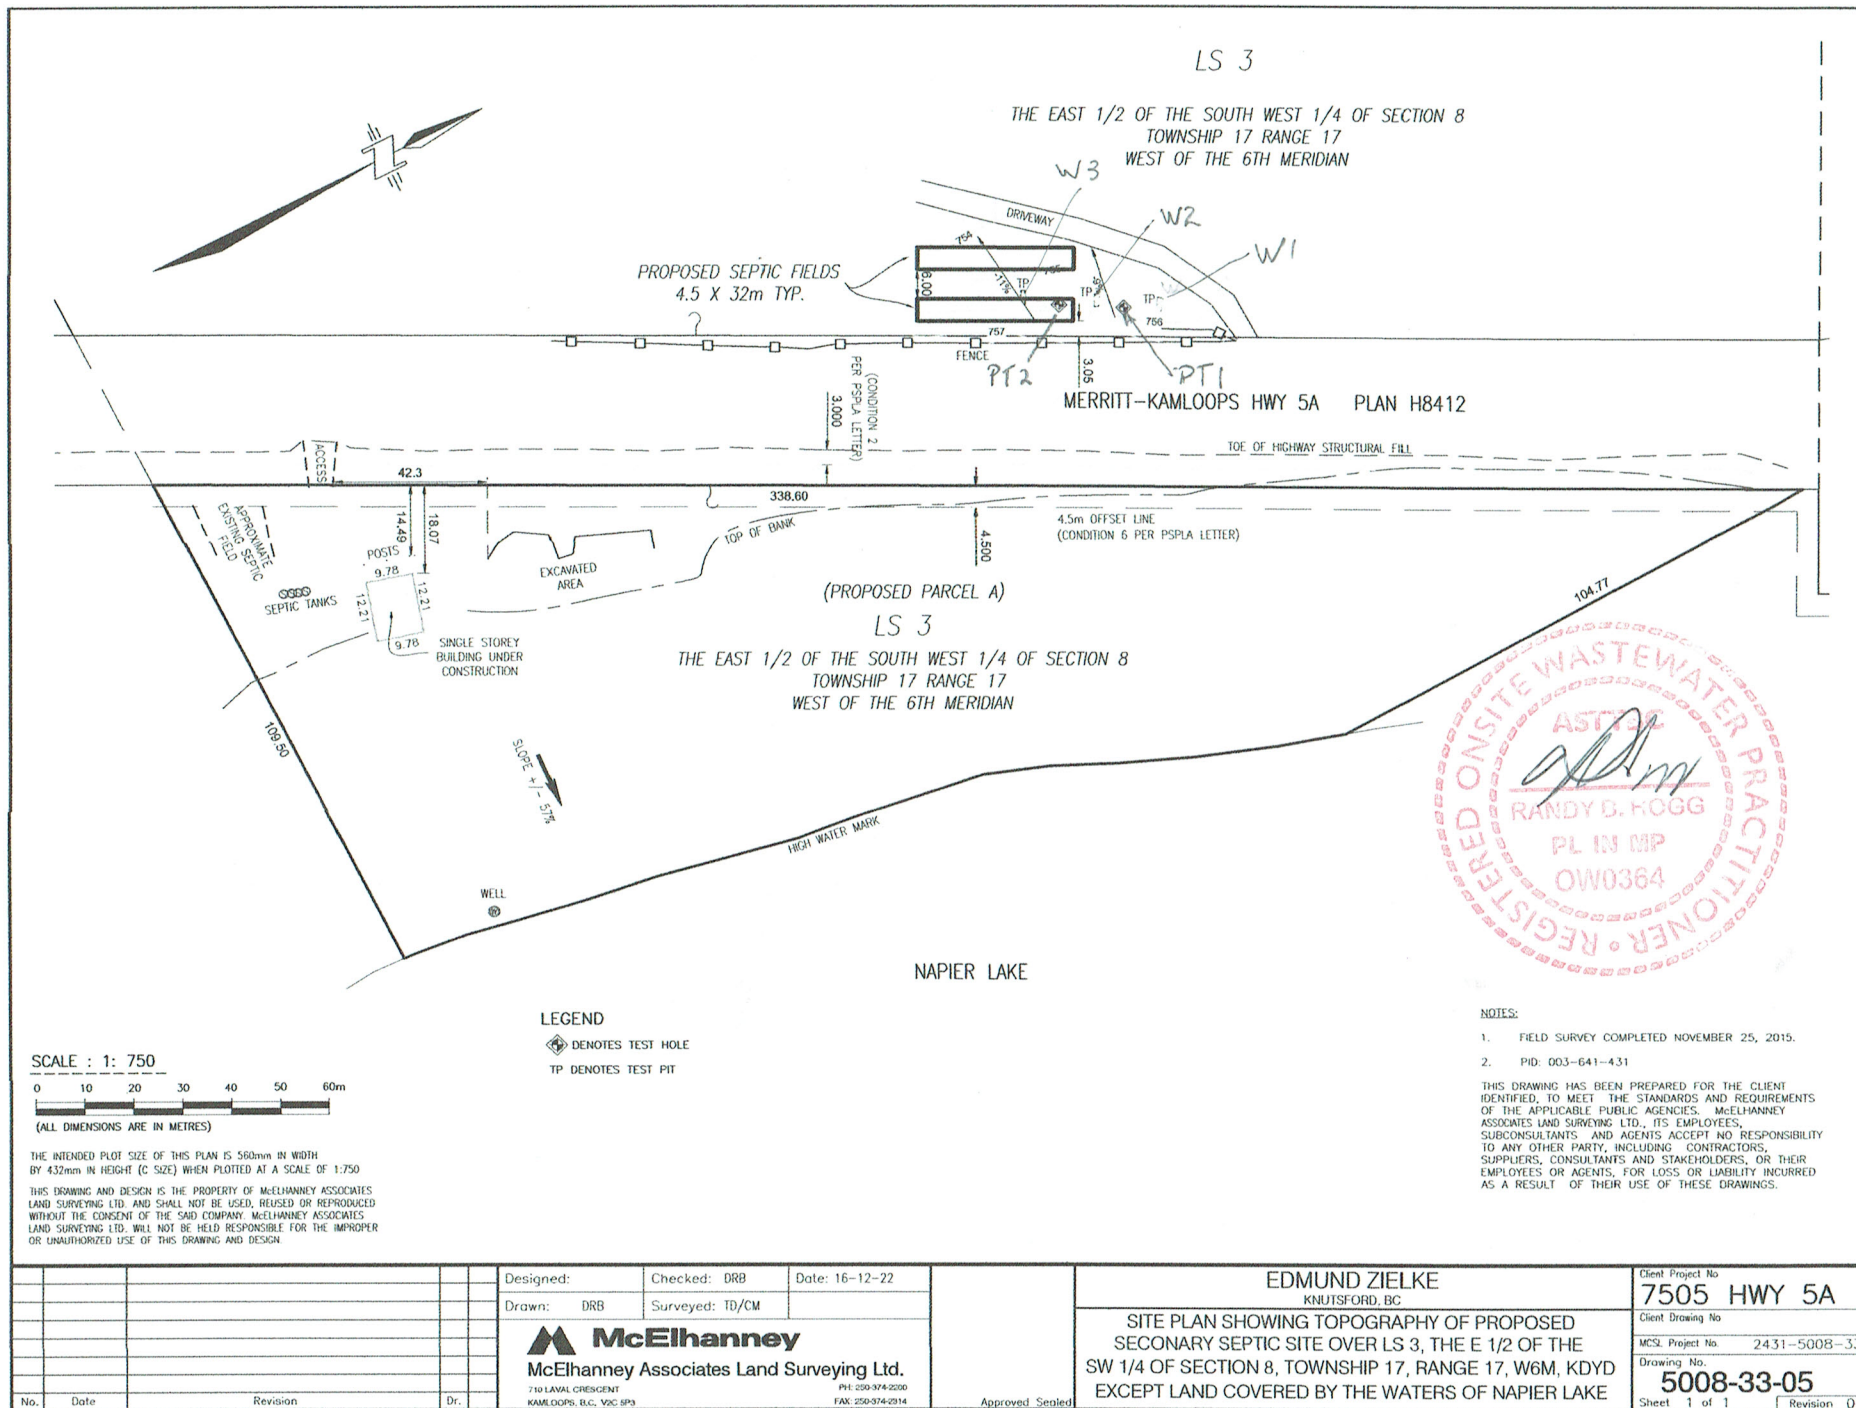 LS 3
THE EAST 1/2 OF THE SOUTH WEST 1/4 OF SECTION 8
TOWNSHIP 17 RANGE 17
WEST OF THE 6TH MERIDIAN
W3
W2
W1
DRIVEWAY
PROPOSED SEPTIC FIELDS
4.5 X 32m TYP.
754
755
-11%
6.00
TP
TP
TP
756
757
FENCE
3.05
PT2
PT1
MERRITT-KAMLOOPS HWY 5A PLAN H8412
(CONDITION 2
PER PSPLA LETTER)
3.000
TOE OF HIGHWAY STRUCTURAL FILL
ACCESS
42.3
338.60
4.5m OFFSET LINE
(CONDITION 6 PER PSPLA LETTER)
4.500
18.07
14.49
APPROXIMATE
EXISTING SEPTIC
FIELD
POSTS
9.78
12.21
12.21
9.78
SEPTIC TANKS
EXCAVATED
AREA
TOP OF BANK
SINGLE STOREY
BUILDING UNDER
CONSTRUCTION
(PROPOSED PARCEL A)
LS 3
THE EAST 1/2 OF THE SOUTH WEST 1/4 OF SECTION 8
TOWNSHIP 17 RANGE 17
WEST OF THE 6TH MERIDIAN
104.77
109.50
SLOPE +/- 57%
HIGH WATER MARK
WELL
NAPIER LAKE
REGISTERED ONSITE WASTEWATER PRACTITIONER
ASTTBC
RANDY D. HOGG
PL IN MP
OW0364
LEGEND
DENOTES TEST HOLE
TP DENOTES TEST PIT
SCALE : 1: 750
0 10 20 30 40 50 60m
(ALL DIMENSIONS ARE IN METRES)
THE INTENDED PLOT SIZE OF THIS PLAN IS 560mm IN WIDTH
BY 432mm IN HEIGHT (C SIZE) WHEN PLOTTED AT A SCALE OF 1:750
THIS DRAWING AND DESIGN IS THE PROPERTY OF McELHANNEY ASSOCIATES
LAND SURVEYING LTD. AND SHALL NOT BE USED, REUSED OR REPRODUCED
WITHOUT THE CONSENT OF THE SAID COMPANY. McELHANNEY ASSOCIATES
LAND SURVEYING LTD. WILL NOT BE HELD RESPONSIBLE FOR THE IMPROPER
OR UNAUTHORIZED USE OF THIS DRAWING AND DESIGN.
NOTES:
1. FIELD SURVEY COMPLETED NOVEMBER 25, 2015.
2. PID: 003-641-431
THIS DRAWING HAS BEEN PREPARED FOR THE CLIENT
IDENTIFIED, TO MEET THE STANDARDS AND REQUIREMENTS
OF THE APPLICABLE PUBLIC AGENCIES. McELHANNEY
ASSOCIATES LAND SURVEYING LTD., ITS EMPLOYEES,
SUBCONSULTANTS AND AGENTS ACCEPT NO RESPONSIBILITY
TO ANY OTHER PARTY, INCLUDING CONTRACTORS,
SUPPLIERS, CONSULTANTS AND STAKEHOLDERS, OR THEIR
EMPLOYEES OR AGENTS, FOR LOSS OR LIABILITY INCURRED
AS A RESULT OF THEIR USE OF THESE DRAWINGS.
No. Date Revision Dr.
Designed: Checked: DRB Date: 16-12-22
Drawn: DRB Surveyed: TD/CM
McElhanney
McElhanney Associates Land Surveying Ltd.
710 LAVAL CRESCENT PH: 250-374-2200
KAMLOOPS, B.C., V2C 5P3 FAX: 250-374-2914
Approved Sealed
EDMUND ZIELKE
KNUTSFORD, BC
SITE PLAN SHOWING TOPOGRAPHY OF PROPOSED
SECONARY SEPTIC SITE OVER LS 3, THE E 1/2 OF THE
SW 1/4 OF SECTION 8, TOWNSHIP 17, RANGE 17, W6M, KDYD
EXCEPT LAND COVERED BY THE WATERS OF NAPIER LAKE
Client Project No
7505 HWY 5A
Client Drawing No
MCSL Project No. 2431-5008-33
Drawing No.
5008-33-05
Sheet 1 of 1 Revision 0